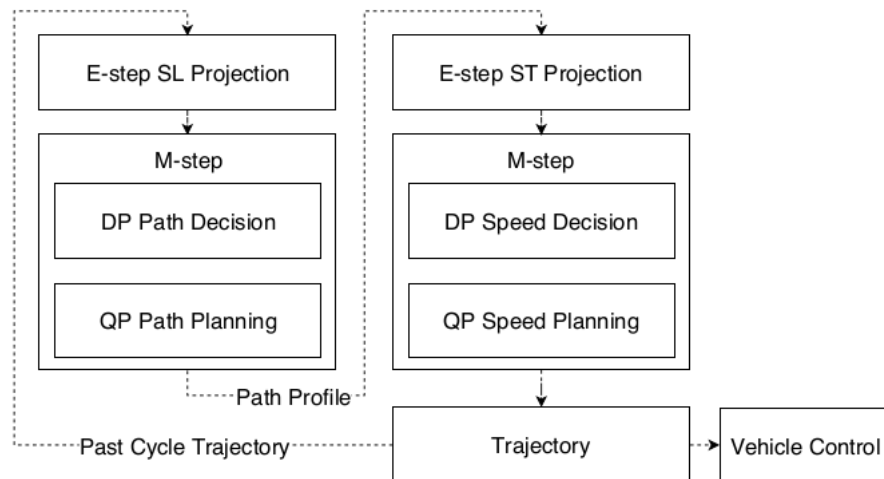 E-step SL Projection
M-step
DP Path Decision
QP Path Planning
Path Profile
E-step ST Projection
M-step
DP Speed Decision
QP Speed Planning
Past Cycle Trajectory
Trajectory
Vehicle Control